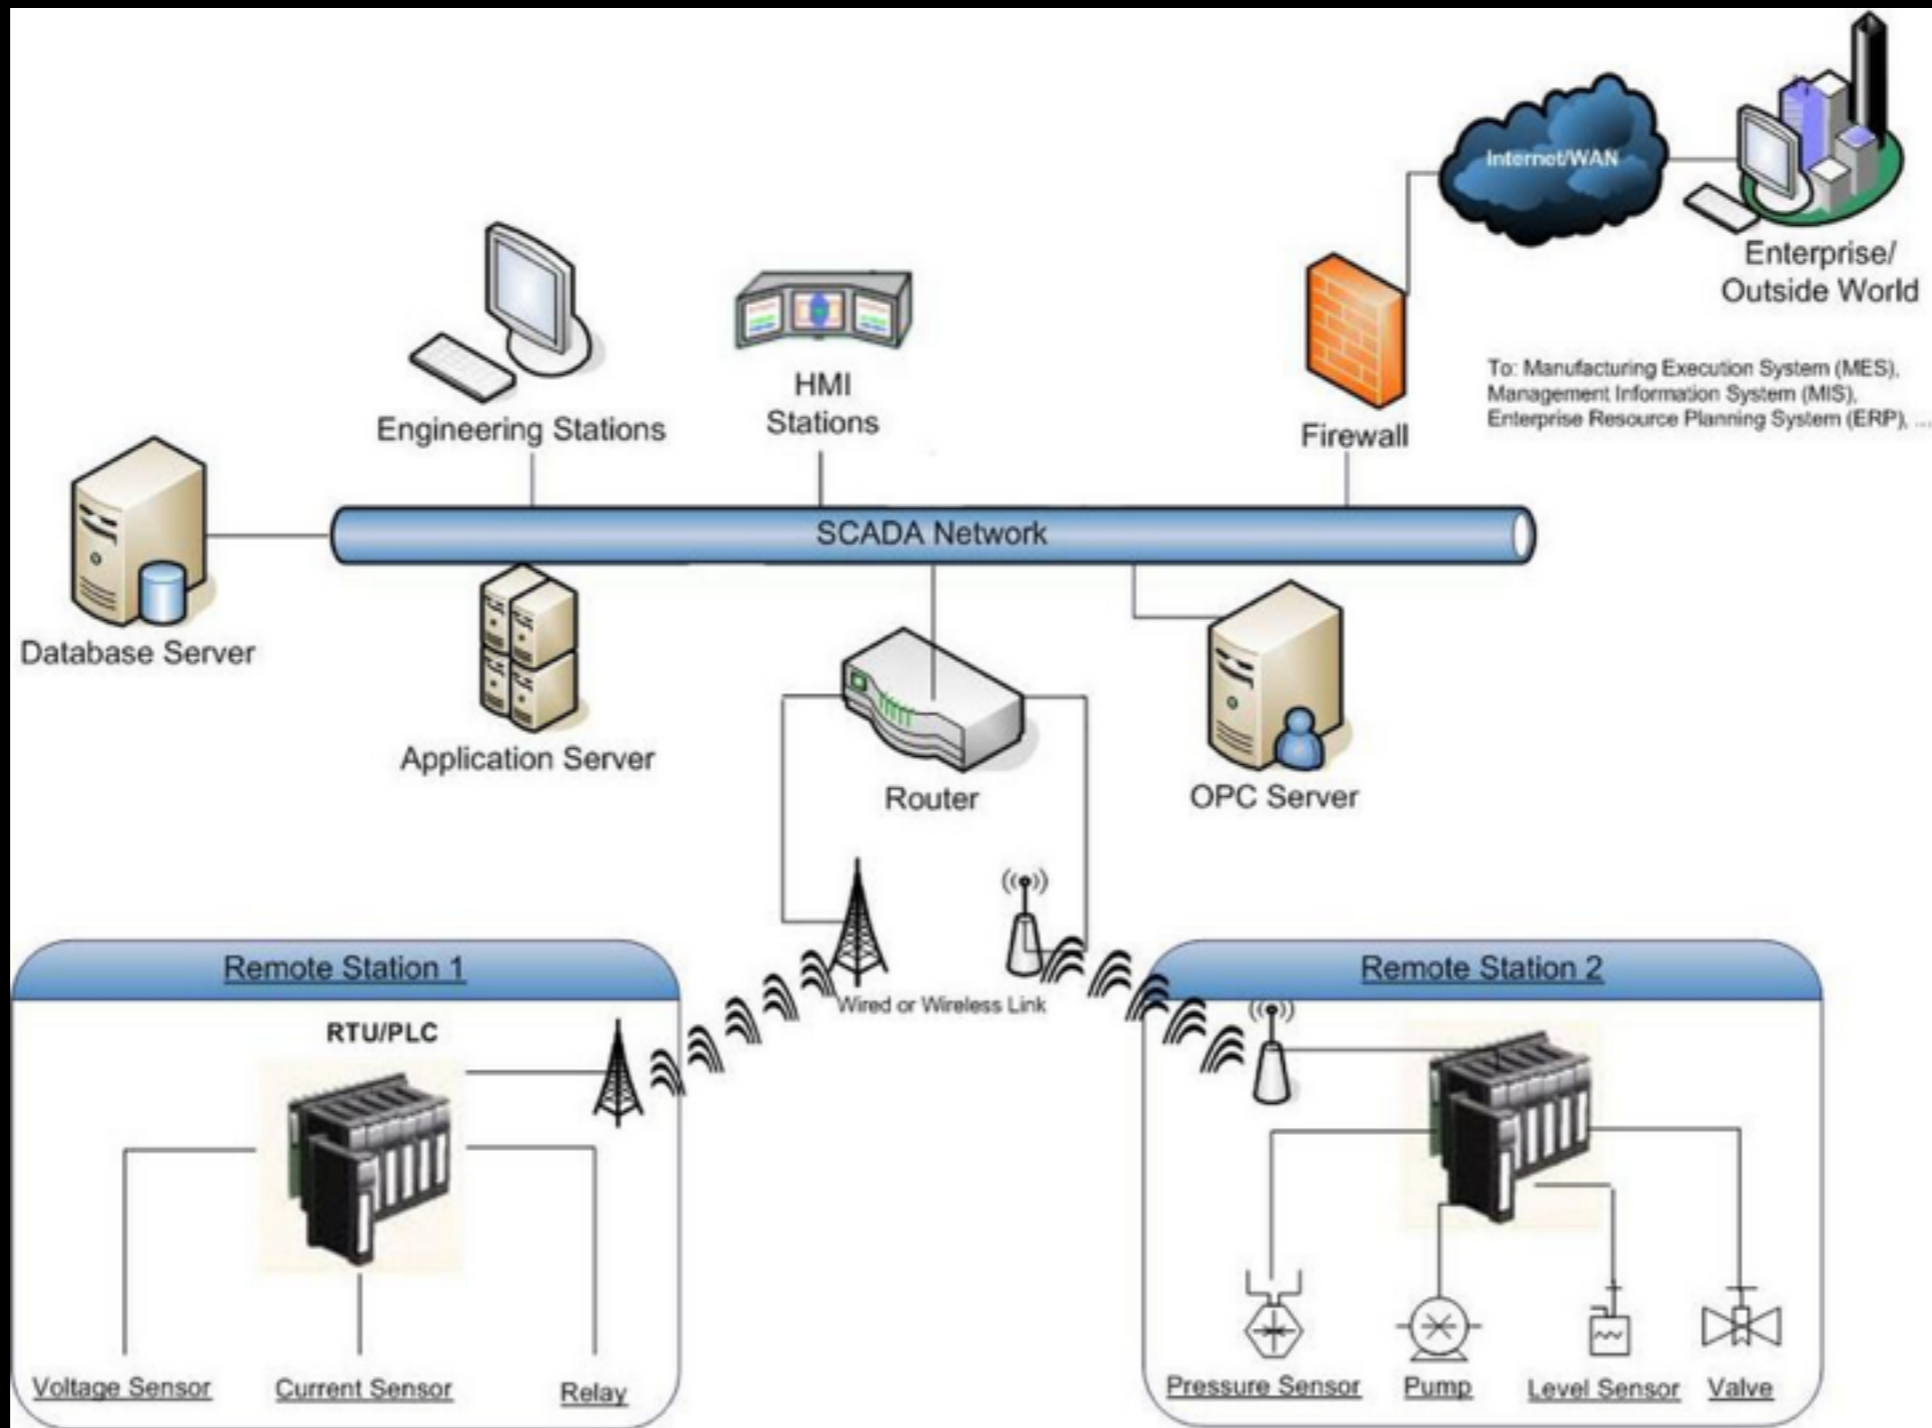 Internet/WAN
Enterprise/
Outside World
To: Manufacturing Execution System (MES),
Management Information System (MIS),
Enterprise Resource Planning System (ERP), ...
Engineering Stations
HMI
Stations
Firewall
SCADA Network
Database Server
Application Server
Router
OPC Server
Wired or Wireless Link
Remote Station 1
RTU/PLC
Voltage Sensor
Current Sensor
Relay
Remote Station 2
Pressure Sensor
Pump
Level Sensor
Valve